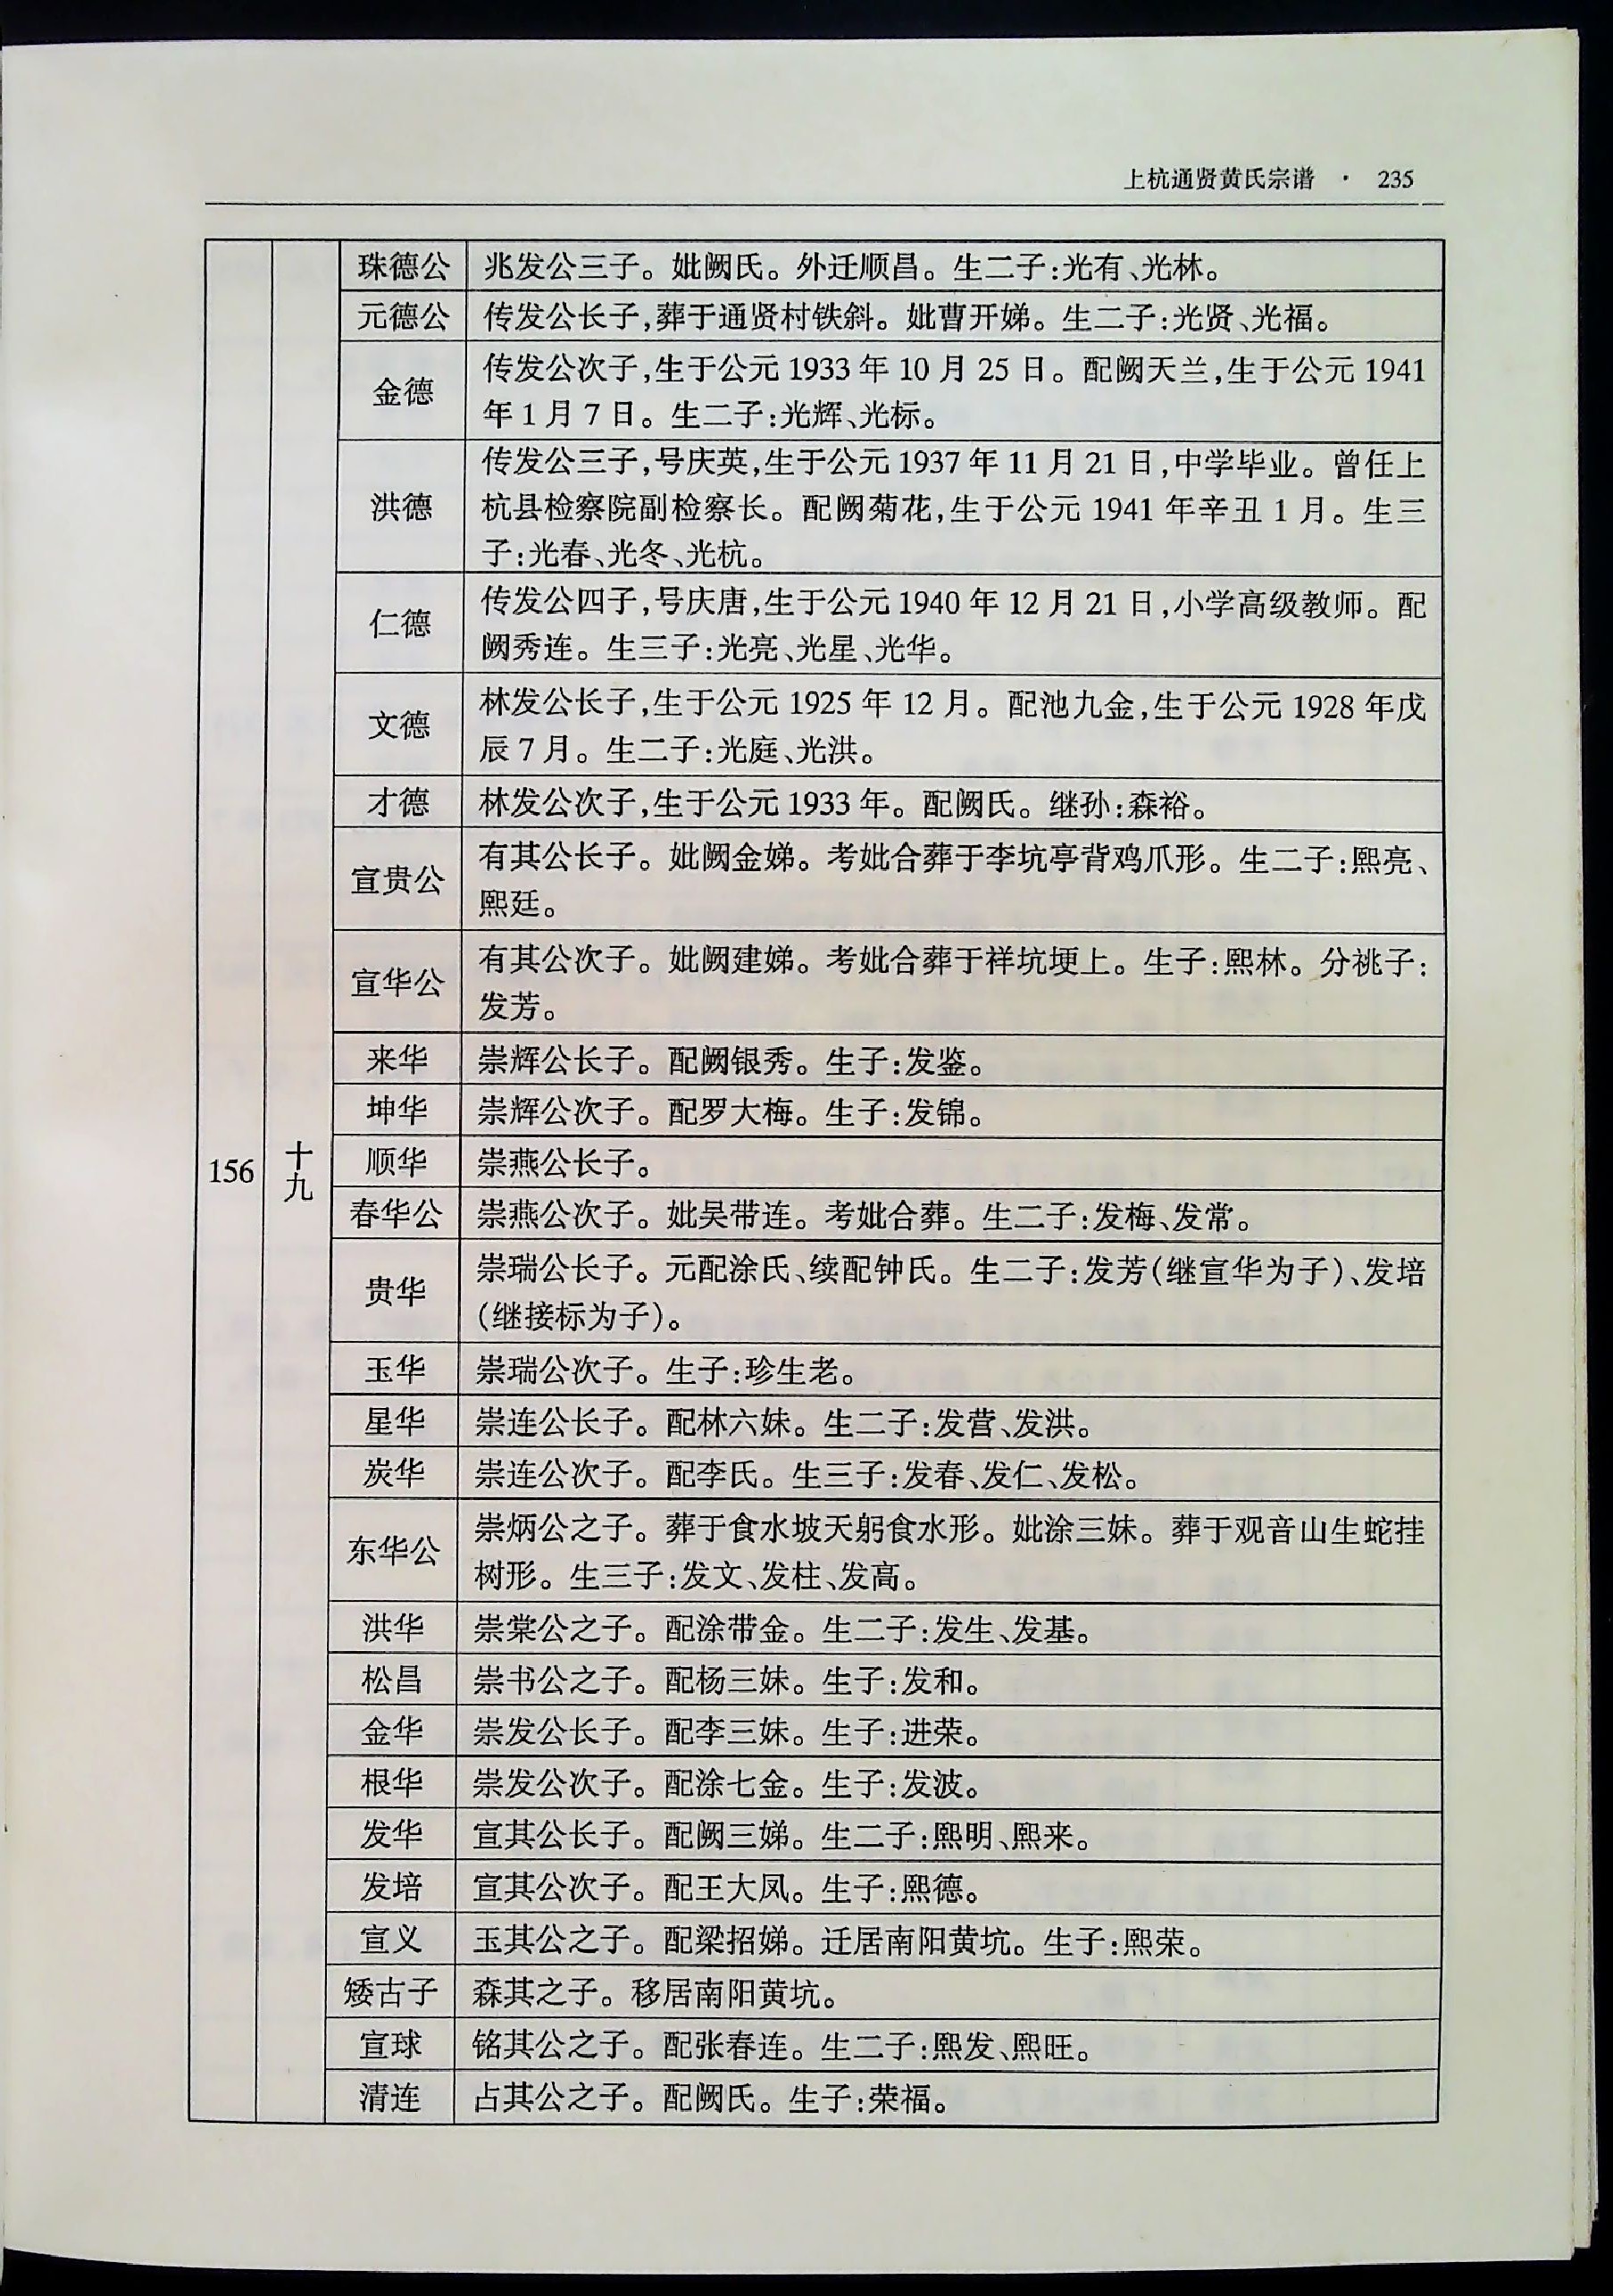 上杭通贤黄氏宗谱 · 235
珠德公 兆发公三子。妣阙氏。外迁顺昌。生二子:光有、光林。
元德公 传发公长子,葬于通贤村铁斜。妣曹开娣。生二子:光贤、光福。
金德 传发公次子,生于公元 1933 年 10 月 25 日。配阙天兰,生于公元 1941
年 1 月 7 日。生二子:光辉、光标。
洪德 传发公三子,号庆英,生于公元 1937 年 11 月 21 日,中学毕业。曾任上
杭县检察院副检察长。配阙菊花,生于公元 1941 年辛丑 1 月。生三
子:光春、光冬、光杭。
仁德 传发公四子,号庆唐,生于公元 1940 年 12 月 21 日,小学高级教师。配
阙秀连。生三子:光亮、光星、光华。
文德 林发公长子,生于公元 1925 年 12 月。配池九金,生于公元 1928 年戊
辰 7 月。生二子:光庭、光洪。
才德 林发公次子,生于公元 1933 年。配阙氏。继孙:森裕。
宣贵公 有其公长子。妣阙金娣。考妣合葬于李坑亭背鸡爪形。生二子:熙亮、
熙廷。
宣华公 有其公次子。妣阙建娣。考妣合葬于祥坑埂上。生子:熙林。分祧子:
发芳。
来华 崇辉公长子。配阙银秀。生子:发鉴。
坤华 崇辉公次子。配罗大梅。生子:发锦。
156 十九 顺华 崇燕公长子。
春华公 崇燕公次子。妣吴带连。考妣合葬。生二子:发梅、发常。
贵华 崇瑞公长子。元配涂氏、续配钟氏。生二子:发芳(继宣华为子)、发培
(继接标为子)。
玉华 崇瑞公次子。生子:珍生老。
星华 崇连公长子。配林六妹。生二子:发营、发洪。
炭华 崇连公次子。配李氏。生三子:发春、发仁、发松。
东华公 崇炳公之子。葬于食水坡天躬食水形。妣涂三妹。葬于观音山生蛇挂
树形。生三子:发文、发柱、发高。
洪华 崇棠公之子。配涂带金。生二子:发生、发基。
松昌 崇书公之子。配杨三妹。生子:发和。
金华 崇发公长子。配李三妹。生子:进荣。
根华 崇发公次子。配涂七金。生子:发波。
发华 宣其公长子。配阙三娣。生二子:熙明、熙来。
发培 宣其公次子。配王大凤。生子:熙德。
宣义 玉其公之子。配梁招娣。迁居南阳黄坑。生子:熙荣。
矮古子 森其之子。移居南阳黄坑。
宣球 铭其公之子。配张春连。生二子:熙发、熙旺。
清连 占其公之子。配阙氏。生子:荣福。